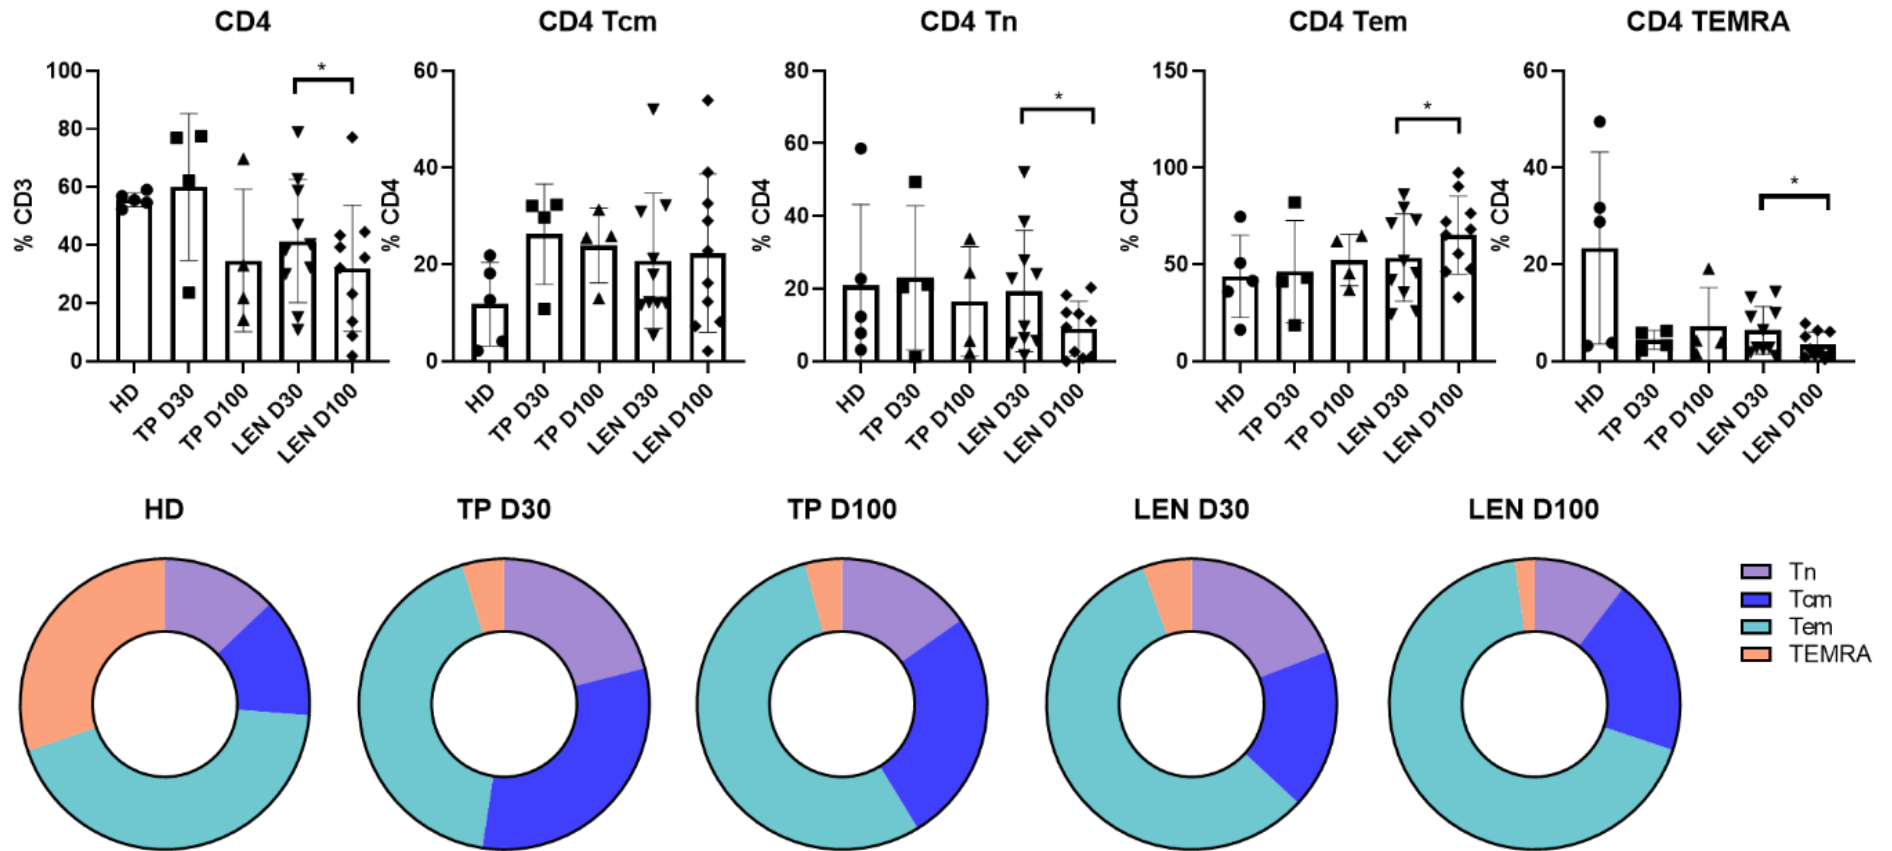 CD4
% CD3
100
80
60
40
20
0
*
HD
TP D30
TP D100
LEN D30
LEN D100
CD4 Tcm
% CD4
60
40
20
0
HD
TP D30
TP D100
LEN D30
LEN D100
CD4 Tn
% CD4
80
60
40
20
0
*
HD
TP D30
TP D100
LEN D30
LEN D100
CD4 Tem
% CD4
150
100
50
0
*
HD
TP D30
TP D100
LEN D30
LEN D100
CD4 TEMRA
% CD4
60
40
20
0
*
HD
TP D30
TP D100
LEN D30
LEN D100
HD
TP D30
TP D100
LEN D30
LEN D100
Tn
Tcm
Tem
TEMRA